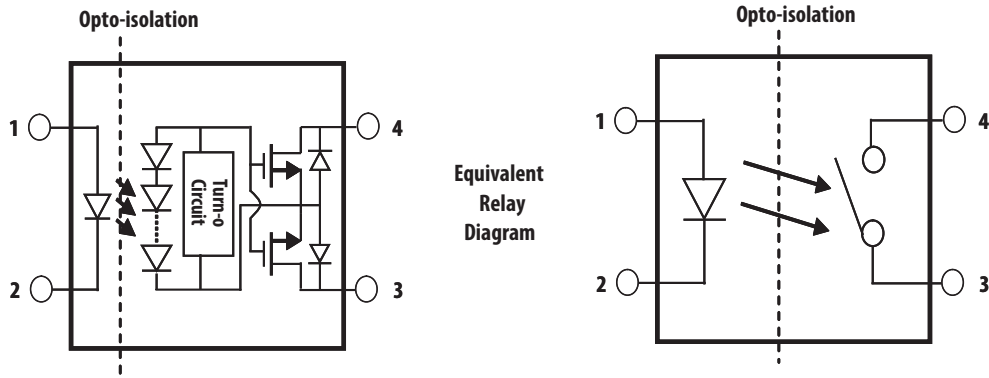 Opto-isolation
1
4
Turn-o
Circuit
2
3
Equivalent
Relay
Diagram
Opto-isolation
1
4
2
3